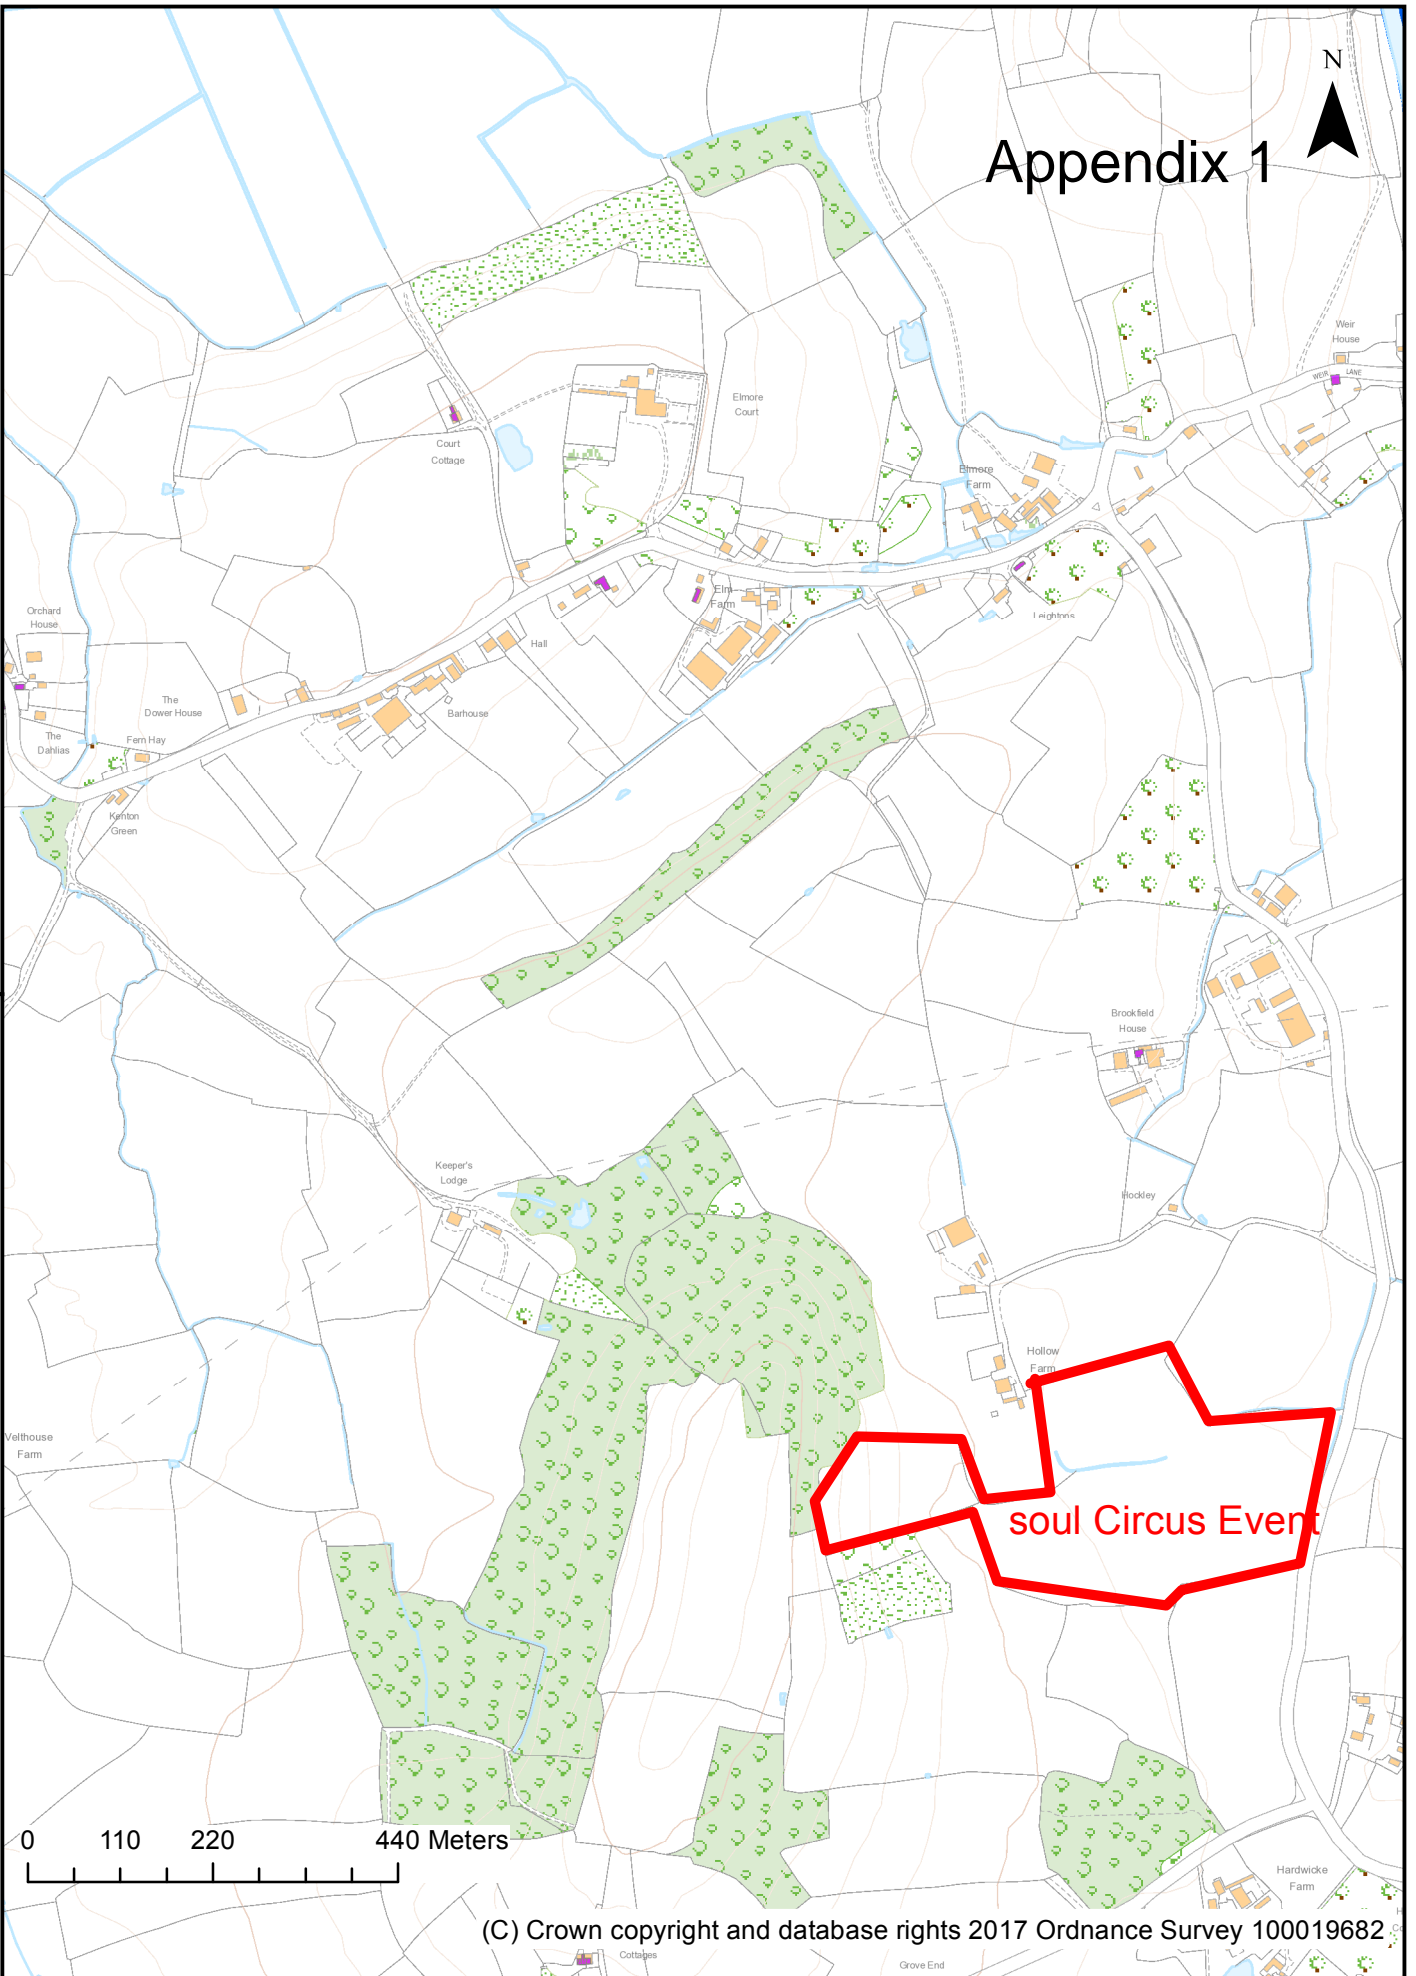 N
Appendix 1
Weir
House
WEIR LANE
Elmore
Court
Court
Cottage
Elmore
Farm
Orchard
House
Elm
Farm
Leightons
Hall
The
Dower House
Barhouse
The
Dahlias
Fern Hay
Kenton
Green
Brookfield
House
Keeper's
Lodge
Hockley
Hollow
Farm
Velthouse
Farm
soul Circus Event
0 110 220 440 Meters
Hardwicke
Farm
(C) Crown copyright and database rights 2017 Ordnance Survey 100019682
Cottages
Grove End